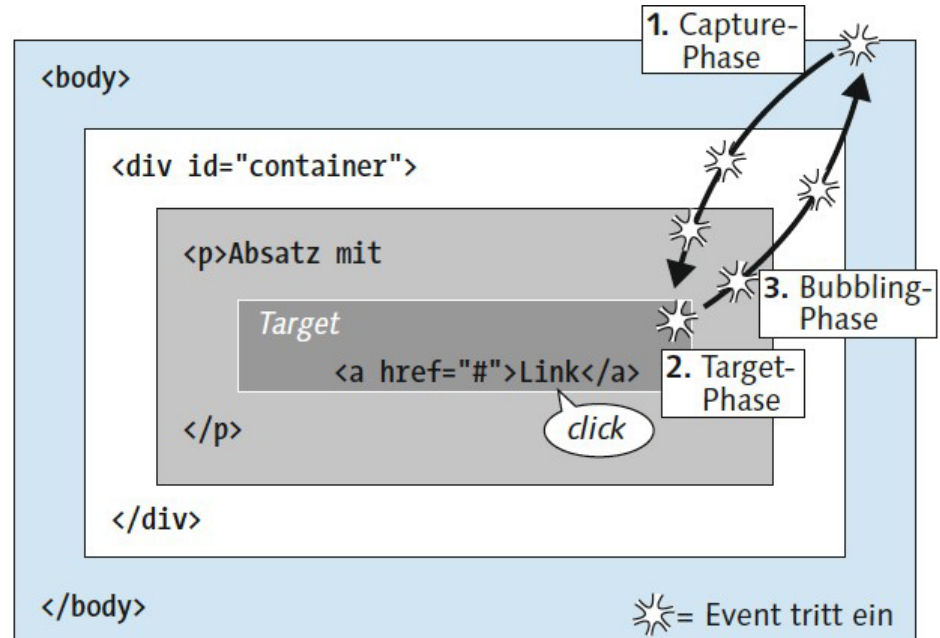 1. Capture-
Phase
<body>
<div id="container">
<p>Absatz mit
Target
<a href="#">Link</a>
click
</p>
3. Bubbling-
Phase
2. Target-
Phase
</div>
</body>
= Event tritt ein